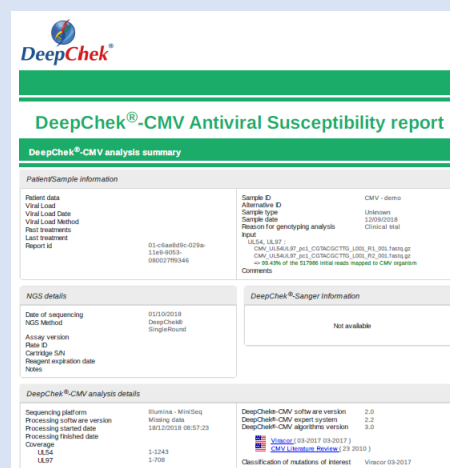 DeepChek®
DeepChek®-CMV Antiviral Susceptibility report
DeepChek®-CMV analysis summary
Patient/Sample information
Patient data
Viral Load
Viral Load Date
Viral Load Method
Past treatments
Last treatment
Report id 01-c6ae8d9c-029a-
11e9-9053-
080027ff9346
Sample ID CMV - demo
Alternative ID
Sample type Unknown
Sample date 12/09/2018
Reason for genotyping analysis Clinical trial
Input
UL54, UL97 :
CMV_UL54UL97_pc1_CGTACGCTTG_L001_R1_001.fastq.gz
CMV_UL54UL97_pc1_CGTACGCTTG_L001_R2_001.fastq.gz
=> 99.43% of the 517986 initial reads mapped to CMV organism
Comments
NGS details
Date of sequencing 01/10/2018
NGS Method DeepChek®
SingleRound
Assay version
Plate ID
Cartridge S/N
Reagent expiration date
Notes
DeepChek®-Sanger Information
Not available
DeepChek®-CMV analysis details
Sequencing platform Illumina - MiniSeq
Processing software version Missing data
Processing started date 18/12/2018 08:57:23
Processing finished date
Coverage
UL54 1-1243
UL97 1-708
DeepChek®-CMV software version 2.0
DeepChek®-CMV expert system 2.2
DeepChek®-CMV algorithms version 3.0
Viracor ( 03-2017 03-2017 )
CMV Literature Review ( 23 2010 )
Classification of mutations of interest Viracor 03-2017